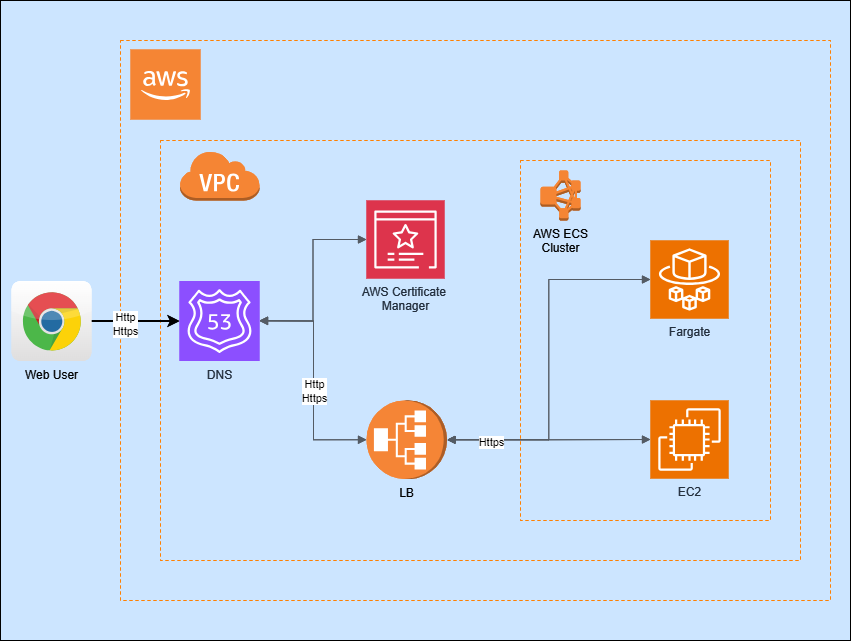 aws
VPC
AWS ECS
Cluster
AWS Certificate
Manager
Fargate
Http
Https
53
Web User
DNS
Http
Https
Https
LB
EC2